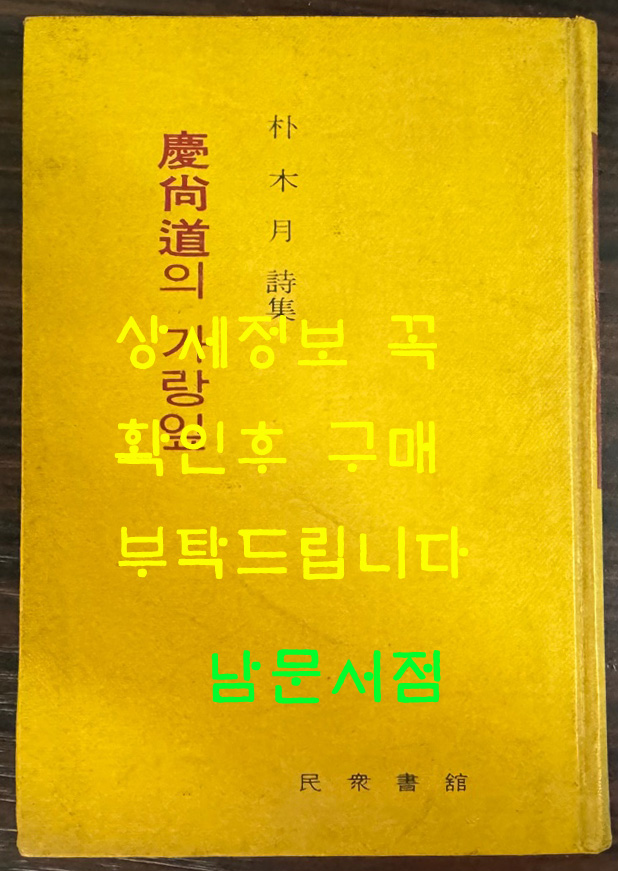 朴木月 詩集
慶尙道의 가랑잎
상세정보 꼭
확인후 구매
부탁드립니다
남문서점
民衆書舘